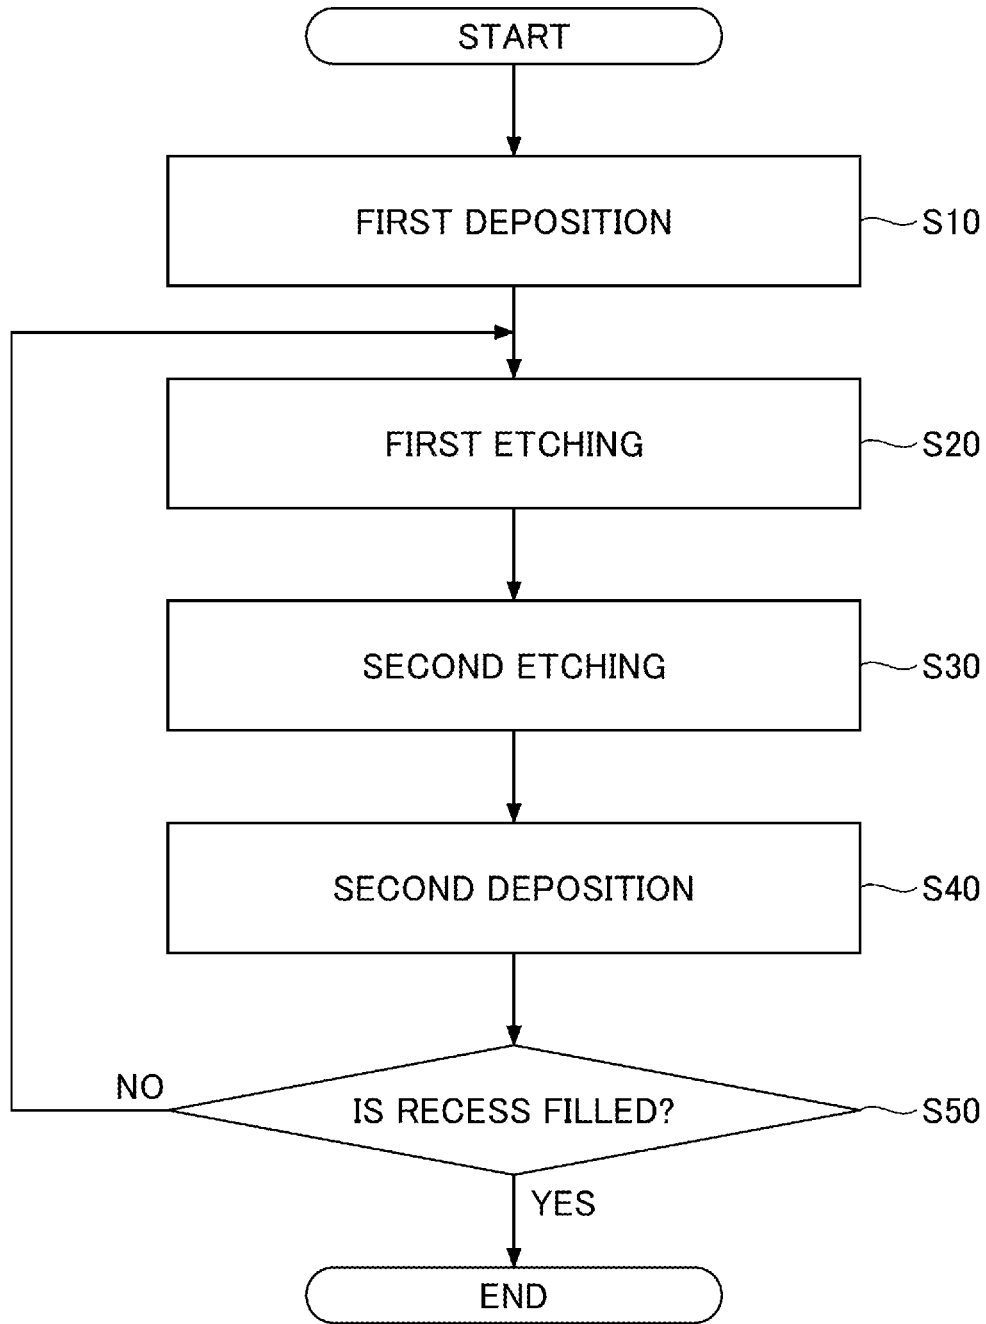 START
FIRST DEPOSITION
S10
FIRST ETCHING
S20
SECOND ETCHING
S30
SECOND DEPOSITION
S40
NO
IS RECESS FILLED?
S50
YES
END